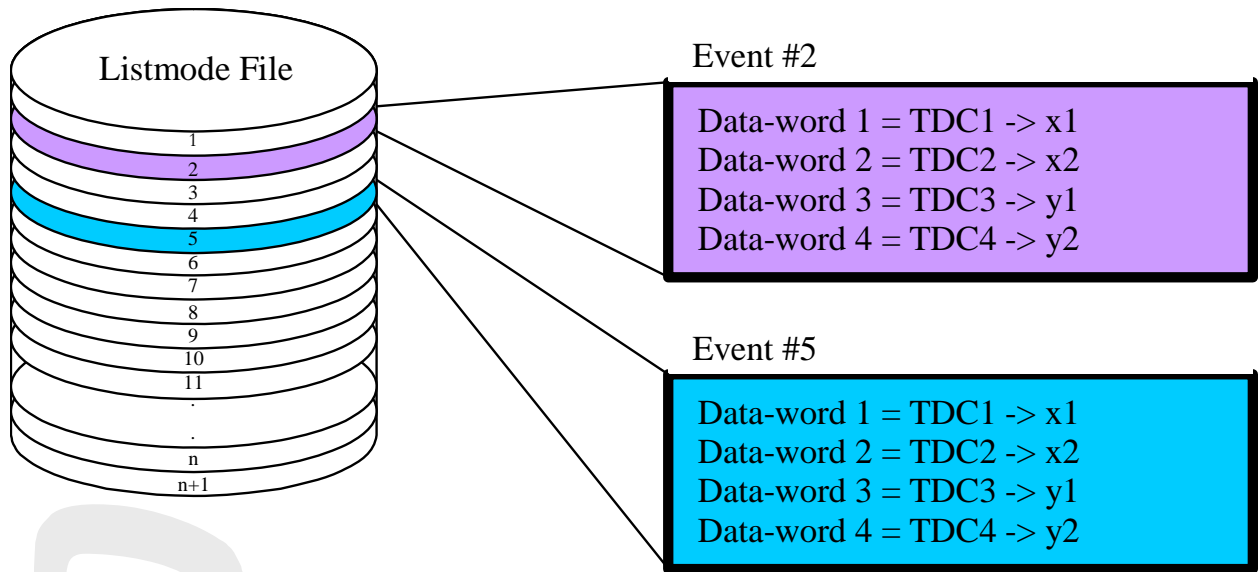 Listmode File
1
2
3
4
5
6
7
8
9
10
11
.
.
n
n+1
Event #2
Data-word 1 = TDC1 -> x1
Data-word 2 = TDC2 -> x2
Data-word 3 = TDC3 -> y1
Data-word 4 = TDC4 -> y2
Event #5
Data-word 1 = TDC1 -> x1
Data-word 2 = TDC2 -> x2
Data-word 3 = TDC3 -> y1
Data-word 4 = TDC4 -> y2